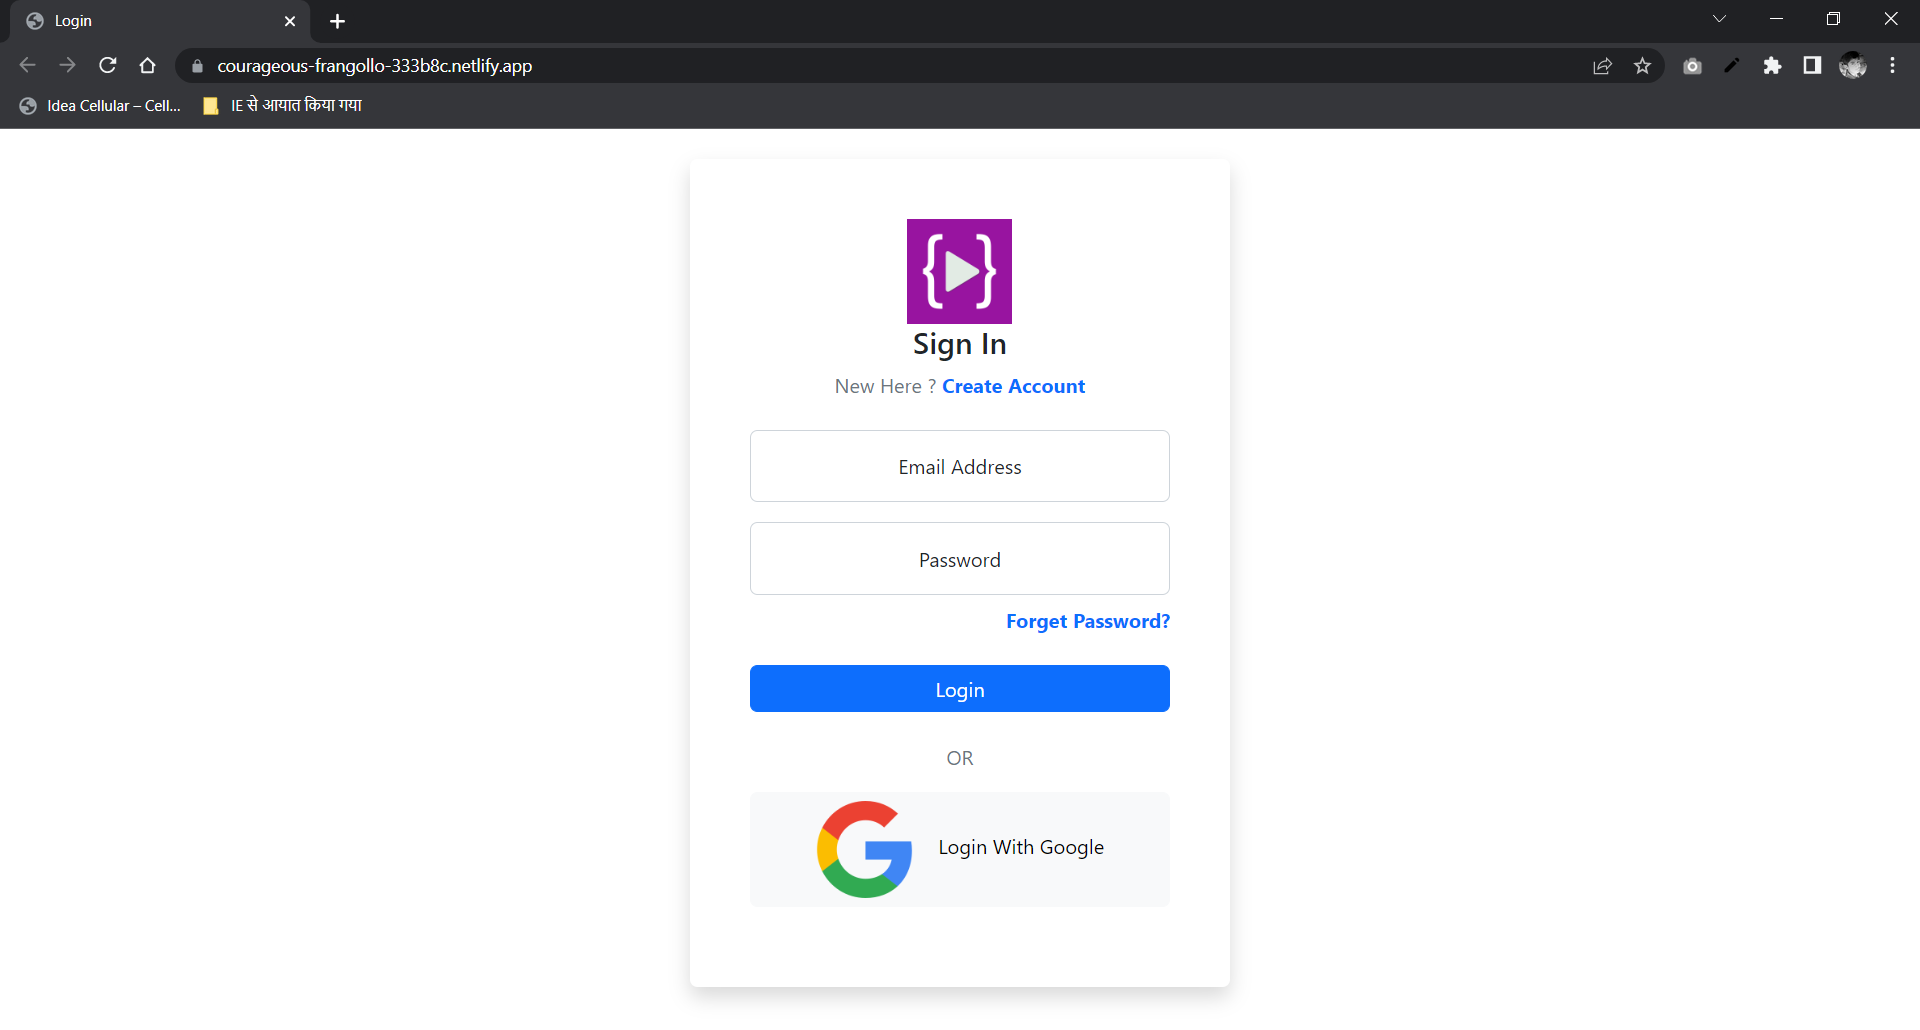 Login
courageous-frangollo-333b8c.netlify.app
Idea Cellular – Cell... IE से आयात किया गया
Sign In
New Here ? Create Account
Email Address
Password
Forget Password?
Login
OR
Login With Google